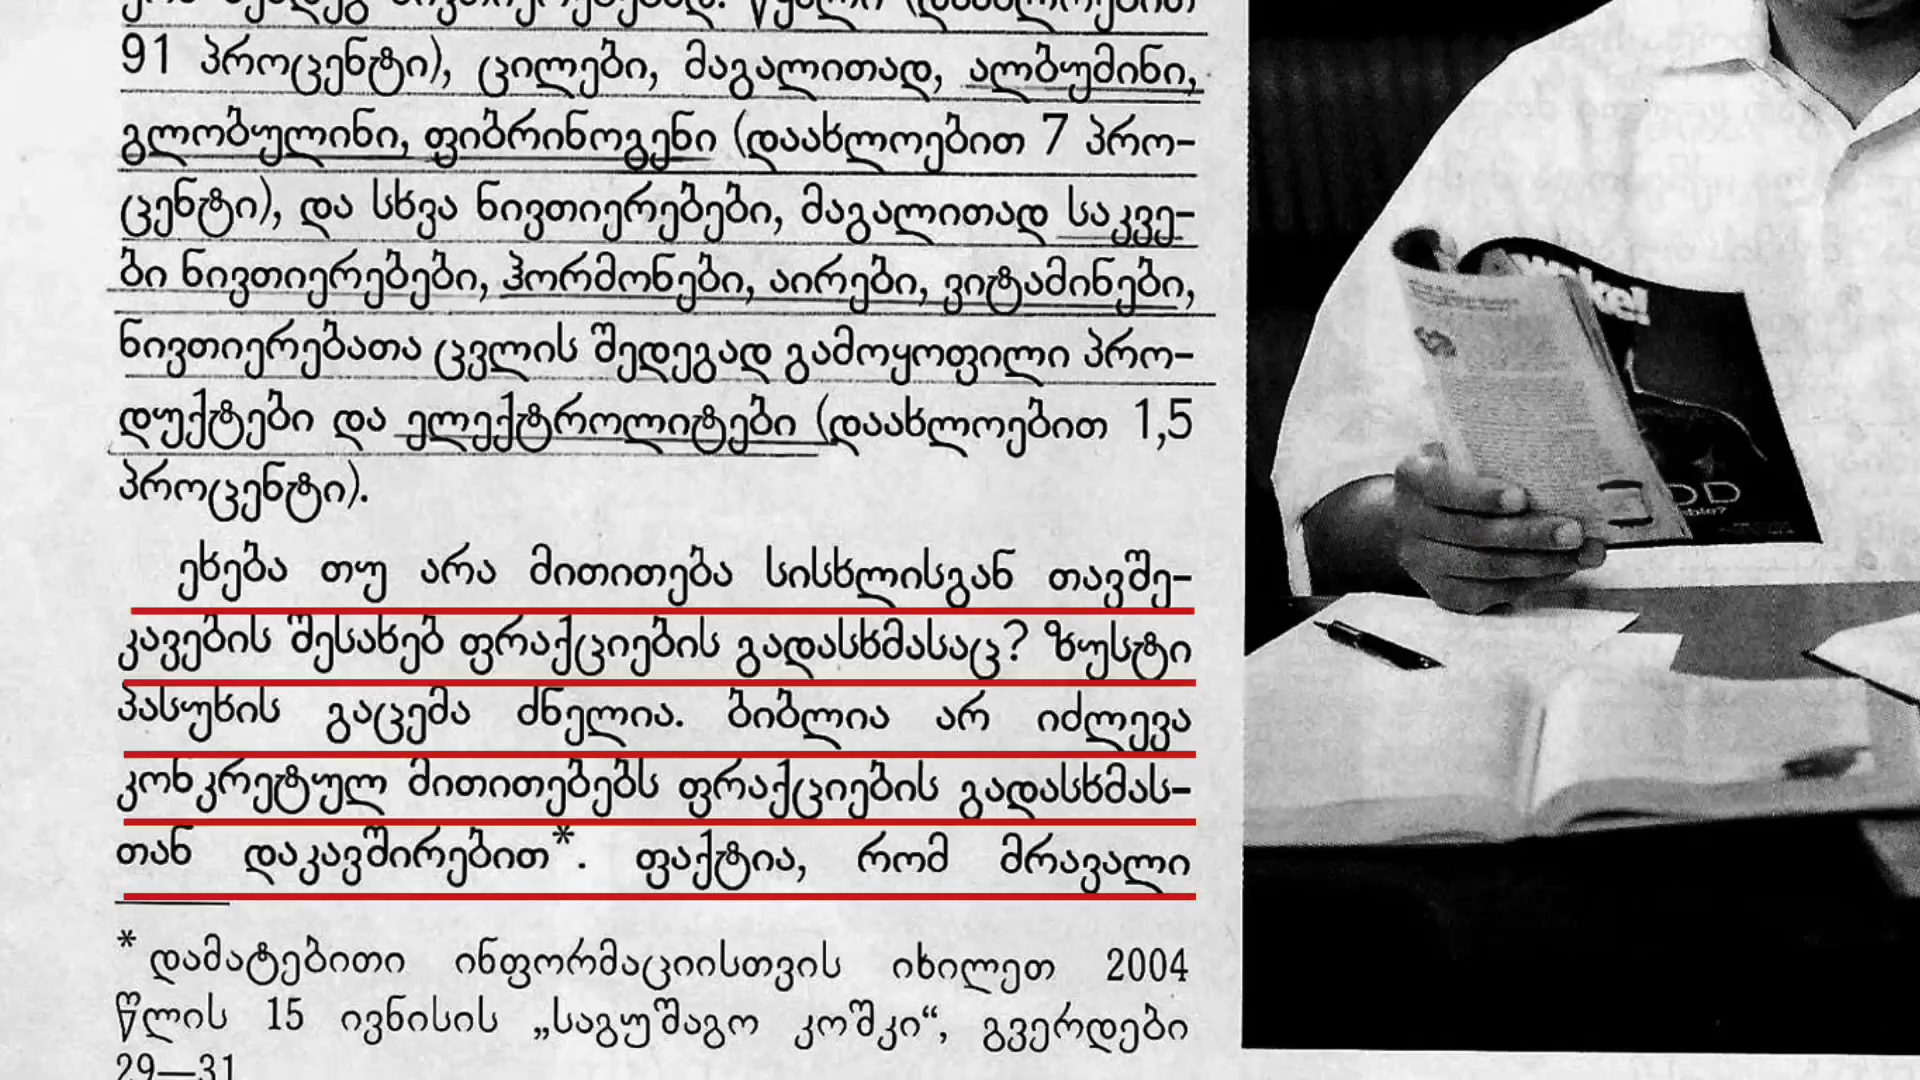 91 პროცენტი), ცილები, მაგალითად, ალბუმინი,
გლობულინი, ფიბრინოგენი (დაახლოებით 7 პრო-
ცენტი), და სხვა ნივთიერებები, მაგალითად საკვე-
ბი ნივთიერებები, ჰორმონები, აირები, ვიტამინები,
ნივთიერებათა ცვლის შედეგად გამოყოფილი პრო-
დუქტები და ელექტროლიტები (დაახლოებით 1,5
პროცენტი).
ეხება თუ არა მითითება სისხლისგან თავშე-
კავების შესახებ ფრაქციების გადასხმასაც? ზუსტი
პასუხის გაცემა ძნელია. ბიბლია არ იძლევა
კონკრეტულ მითითებებს ფრაქციების გადასხმას-
თან დაკავშირებით*. ფაქტია, რომ მრავალი
* დამატებითი ინფორმაციისთვის იხილეთ 2004
წლის 15 ივნისის „საგუშაგო კოშკი“, გვერდები
29—31